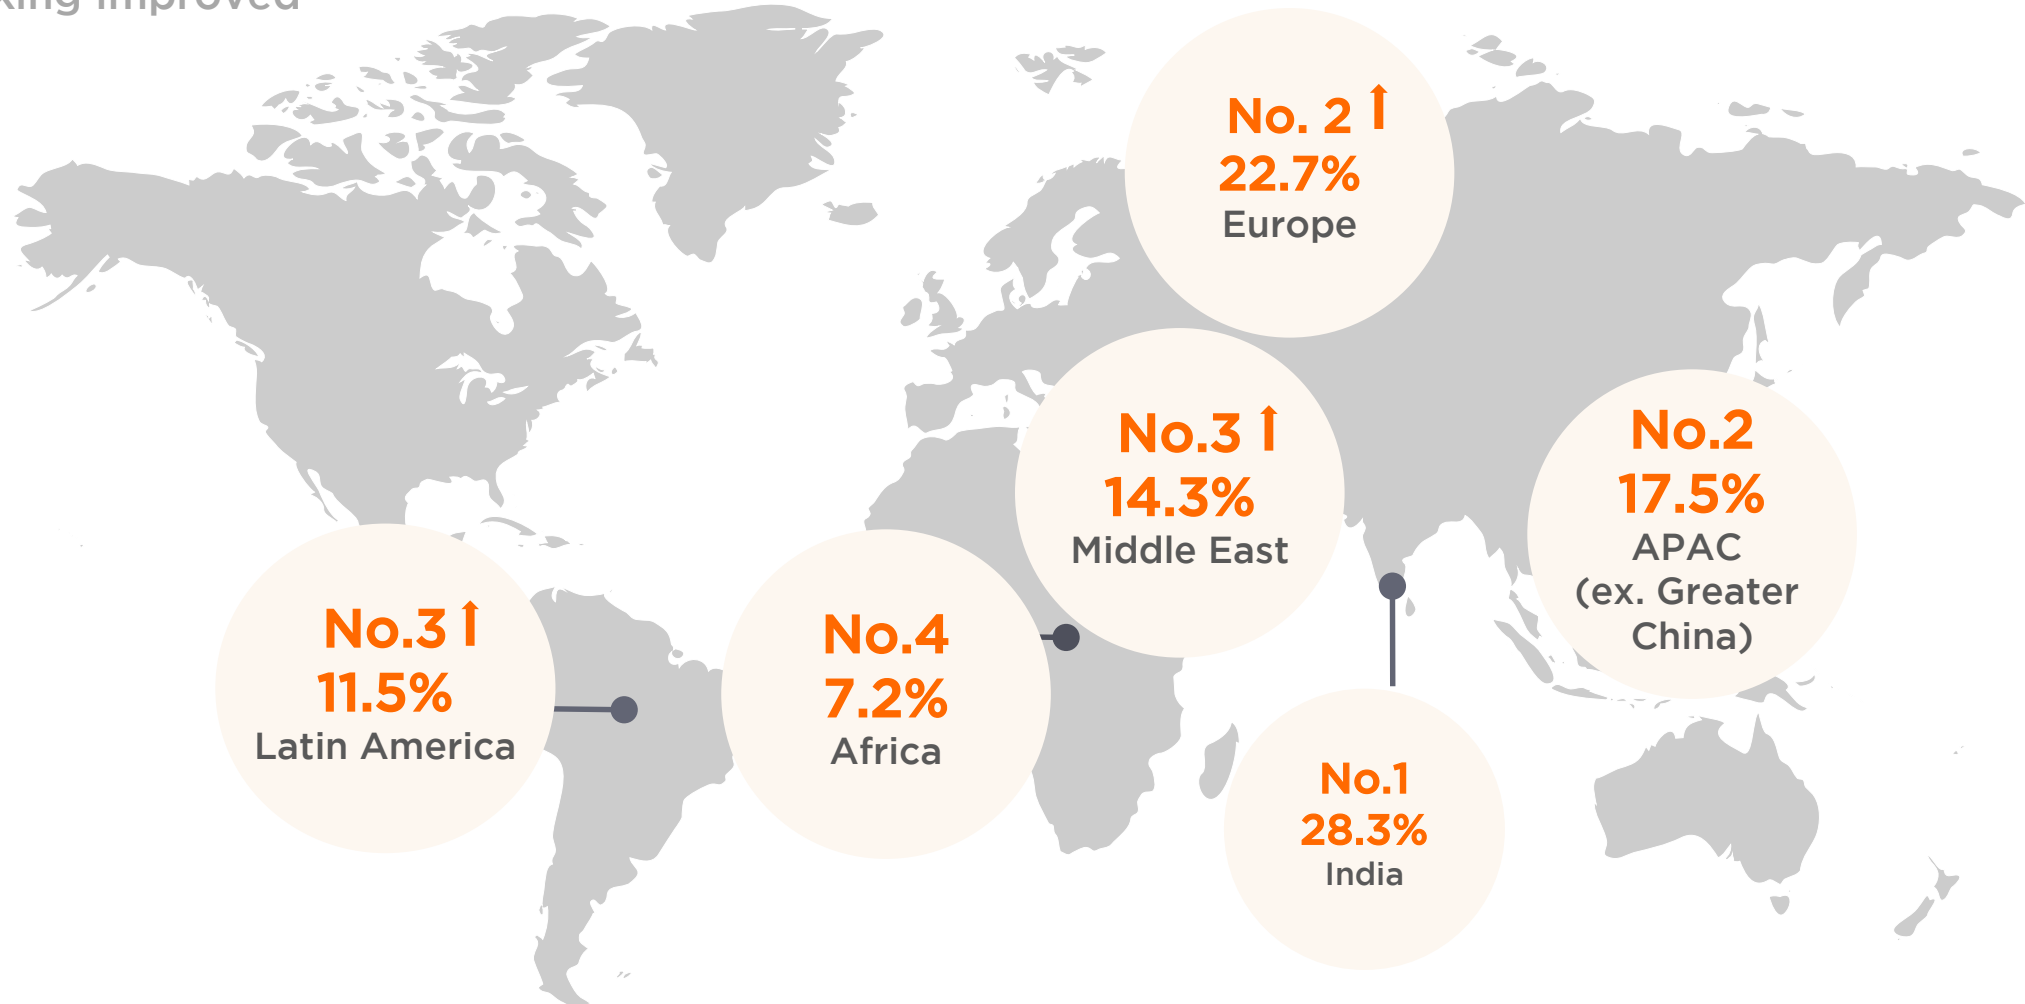 Improved
No. 2
22.7%
Europe
No.3
14.3%
Middle East
No.2
17.5%
APAC
(ex. Greater
China)
No.3
11.5%
Latin America
No.4
7.2%
Africa
No.1
28.3%
India